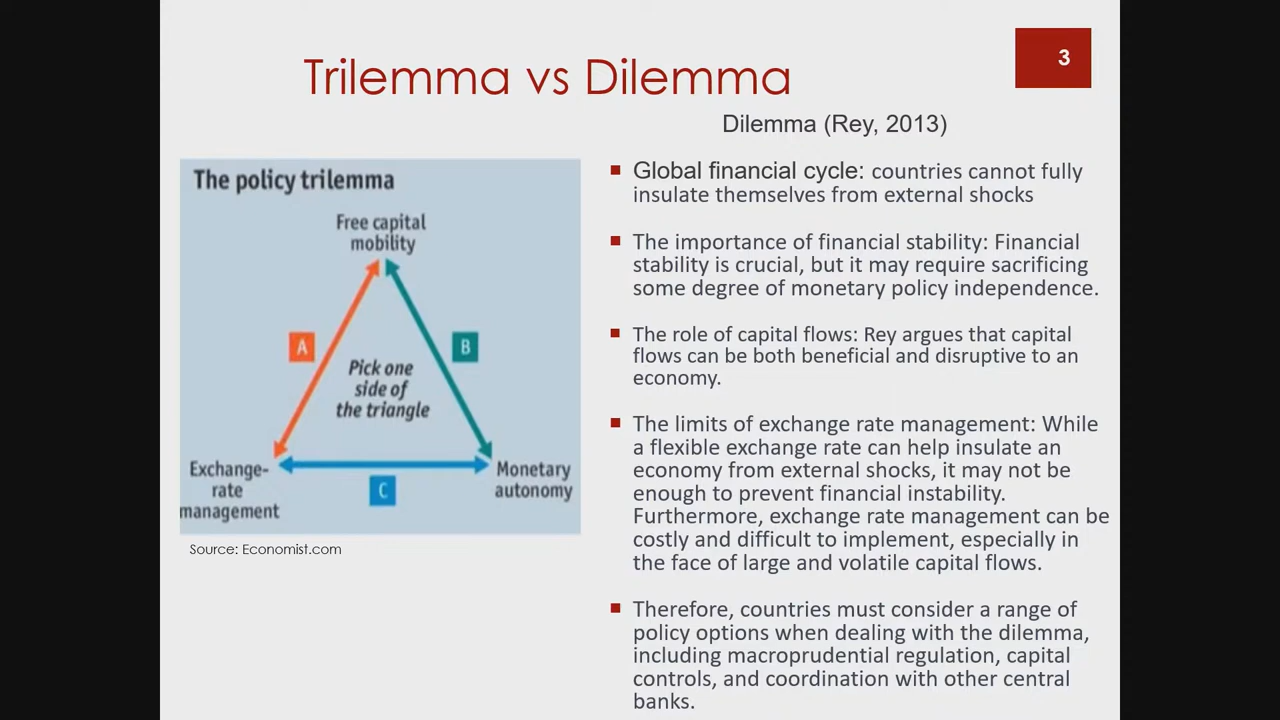 Trilemma vs Dilemma
3
Dilemma (Rey, 2013)
The policy trilemma
Free capital
mobility
A
B
Pick one
side of
the triangle
Exchange-
rate
management
Monetary
autonomy
C
Source: Economist.com
Global financial cycle: countries cannot fully
insulate themselves from external shocks
The importance of financial stability: Financial
stability is crucial, but it may require sacrificing
some degree of monetary policy independence.
The role of capital flows: Rey argues that capital
flows can be both beneficial and disruptive to an
economy.
The limits of exchange rate management: While
a flexible exchange rate can help insulate an
economy from external shocks, it may not be
enough to prevent financial instability.
Furthermore, exchange rate management can be
costly and difficult to implement, especially in
the face of large and volatile capital flows.
Therefore, countries must consider a range of
policy options when dealing with the dilemma,
including macroprudential regulation, capital
controls, and coordination with other central
banks.